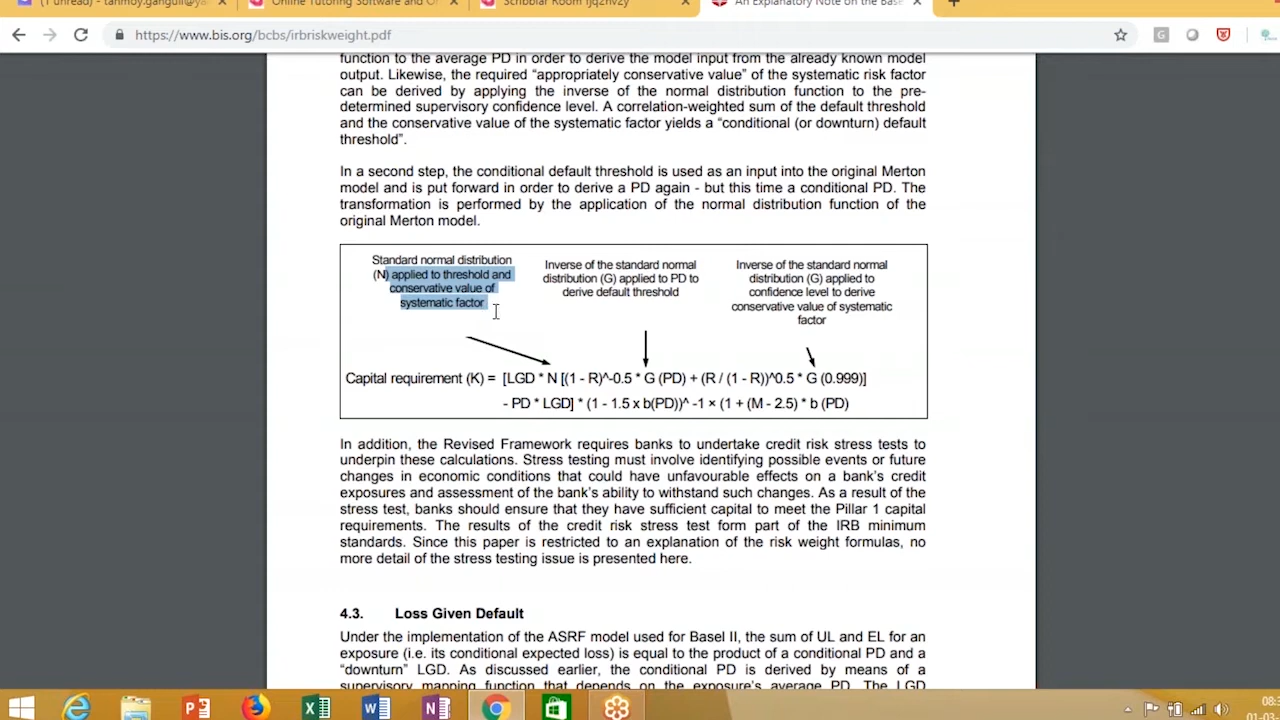 (1 unread) - tanmoy.ganguli@y
Online Tutoring Software and O
Scribblar Room
An Explanatory Note on the Base
https://www.bis.org/bcbs/irbriskweight.pdf
function to the average PD in order to derive the model input from the already known model
output. Likewise, the required “appropriately conservative value” of the systematic risk factor
can be derived by applying the inverse of the normal distribution function to the pre-
determined supervisory confidence level. A correlation-weighted sum of the default threshold
and the conservative value of the systematic factor yields a “conditional (or downturn) default
threshold”.
In a second step, the conditional default threshold is used as an input into the original Merton
model and is put forward in order to derive a PD again - but this time a conditional PD. The
transformation is performed by the application of the normal distribution function of the
original Merton model.
Standard normal distribution
(N) applied to threshold and
conservative value of
systematic factor
Inverse of the standard normal
distribution (G) applied to PD to
derive default threshold
Inverse of the standard normal
distribution (G) applied to
confidence level to derive
conservative value of systematic
factor
Capital requirement (K) = [LGD * N [(1 - R)^-0.5 * G (PD) + (R / (1 - R))^0.5 * G (0.999)]
- PD * LGD] * (1 - 1.5 x b(PD))^ -1 × (1 + (M - 2.5) * b (PD)
In addition, the Revised Framework requires banks to undertake credit risk stress tests to
underpin these calculations. Stress testing must involve identifying possible events or future
changes in economic conditions that could have unfavourable effects on a bank’s credit
exposures and assessment of the bank’s ability to withstand such changes. As a result of the
stress test, banks should ensure that they have sufficient capital to meet the Pillar 1 capital
requirements. The results of the credit risk stress test form part of the IRB minimum
standards. Since this paper is restricted to an explanation of the risk weight formulas, no
more detail of the stress testing issue is presented here.
4.3. Loss Given Default
Under the implementation of the ASRF model used for Basel II, the sum of UL and EL for an
exposure (i.e. its conditional expected loss) is equal to the product of a conditional PD and a
“downturn” LGD. As discussed earlier, the conditional PD is derived by means of a
supervisory mapping function that depends on the exposure’s average PD. The LGD
08:3
01-03-